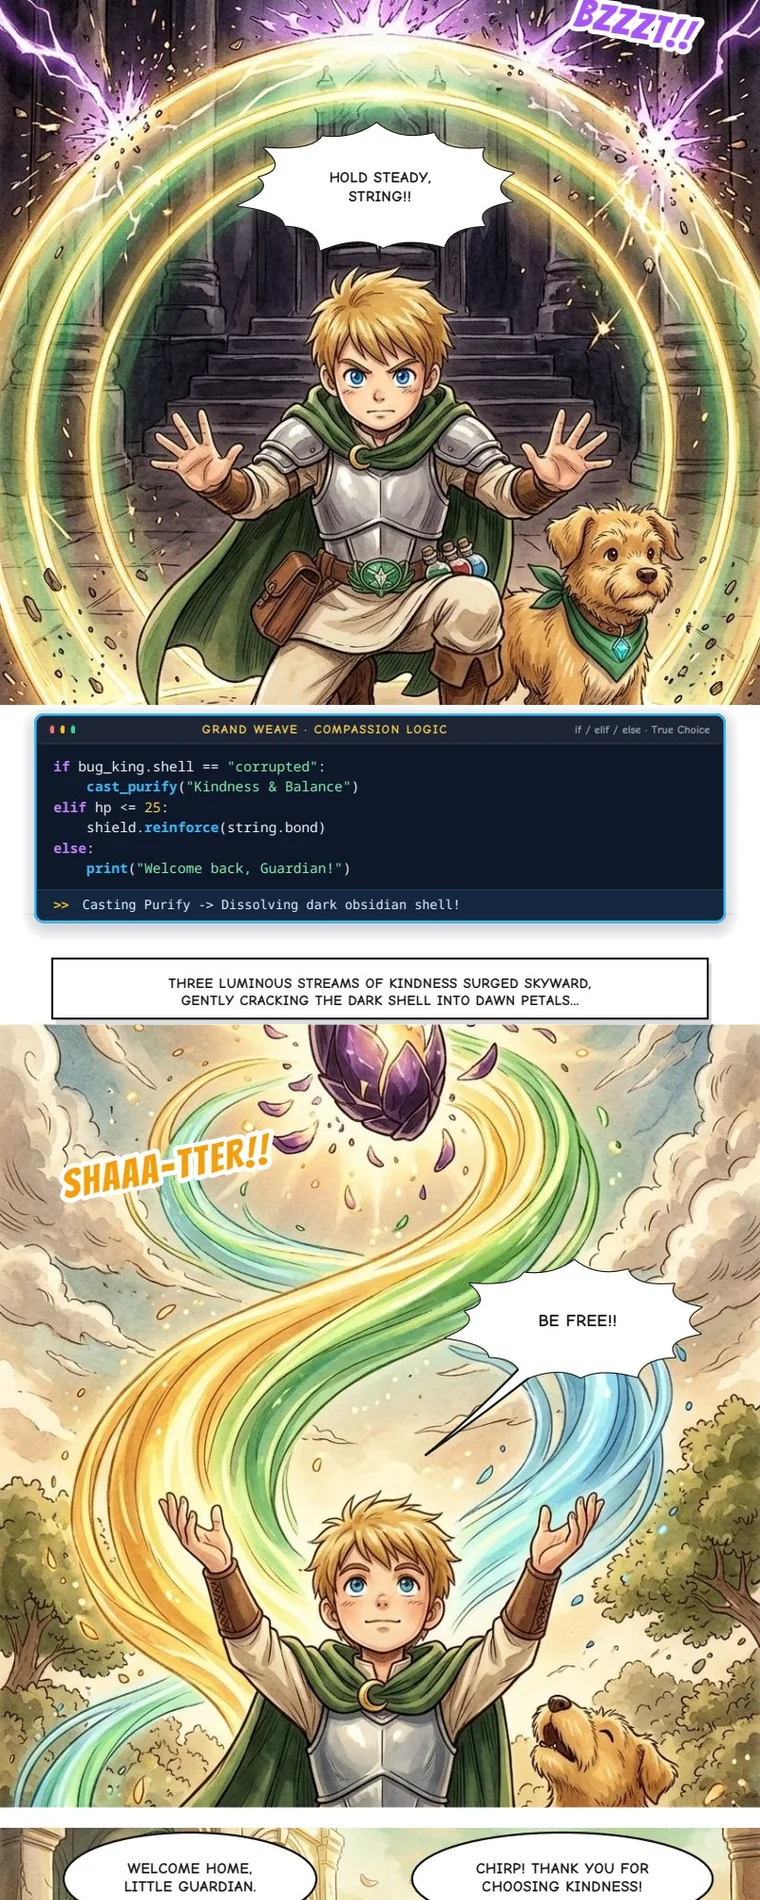 BZZZT!!
HOLD STEADY,
STRING!!
GRAND WEAVE · COMPASSION LOGIC
if / elif / else · True Choice
if bug_king.shell == "corrupted":
    cast_purify("Kindness & Balance")
elif hp <= 25:
    shield.reinforce(string.bond)
else:
    print("Welcome back, Guardian!")
>> Casting Purify -> Dissolving dark obsidian shell!
THREE LUMINOUS STREAMS OF KINDNESS SURGED SKYWARD,
GENTLY CRACKING THE DARK SHELL INTO DAWN PETALS...
SHAAA-TTER!!
BE FREE!!
WELCOME HOME,
LITTLE GUARDIAN.
CHIRP! THANK YOU FOR
CHOOSING KINDNESS!